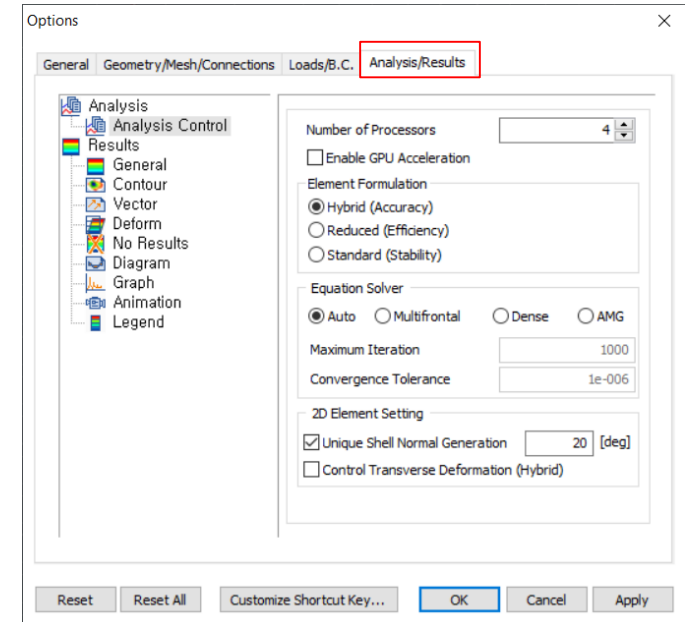 Options
General Geometry/Mesh/Connections Loads/B.C. Analysis/Results
Analysis
Analysis Control
Results
General
Contour
Vector
Deform
No Results
Diagram
Graph
Animation
Legend
Number of Processors 4
Enable GPU Acceleration
Element Formulation
Hybrid (Accuracy)
Reduced (Efficiency)
Standard (Stability)
Equation Solver
Auto Multifrontal Dense AMG
Maximum Iteration 1000
Convergence Tolerance 1e-006
2D Element Setting
Unique Shell Normal Generation 20 [deg]
Control Transverse Deformation (Hybrid)
Reset Reset All Customize Shortcut Key... OK Cancel Apply